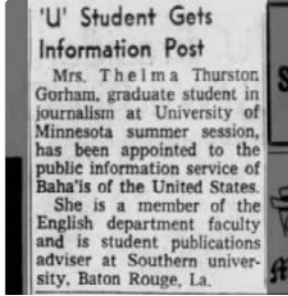 'U' Student Gets
Information Post
Mrs. Thelma Thurston
Gorham, graduate student in
journalism at University of
Minnesota summer session,
has been appointed to the
public information service of
Baha'is of the United States.
She is a member of the
English department faculty
and is student publications
adviser at Southern univer-
sity, Baton Rouge, La.